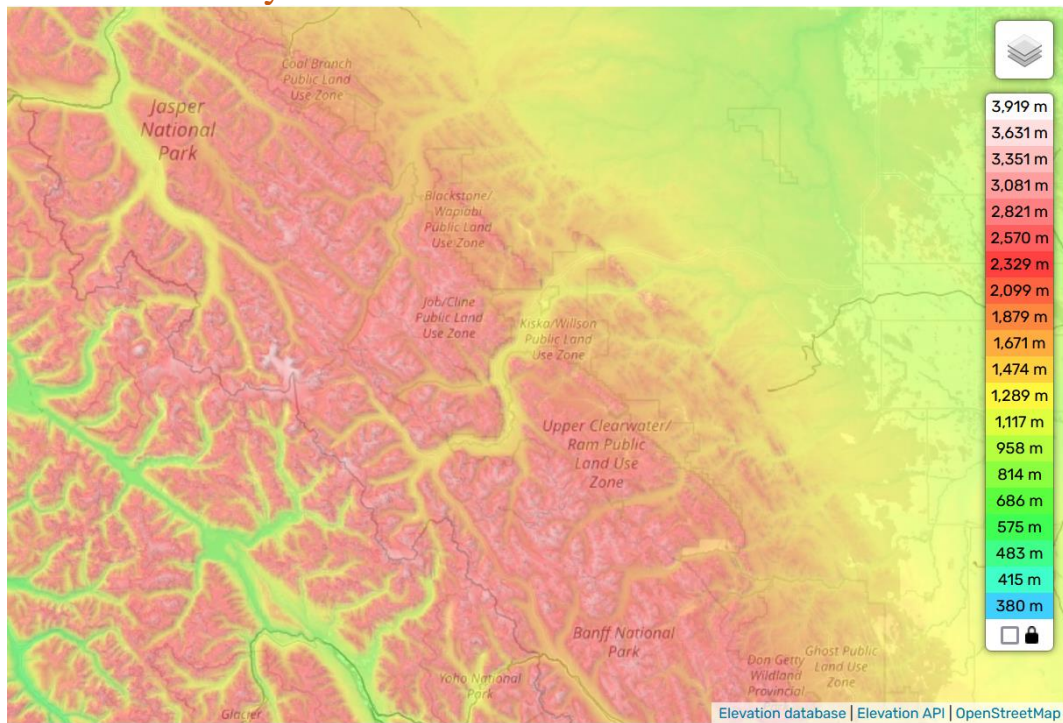 Coal Branch
Public Land
Use Zone
Jasper
National
Park
Blackstone/
Wapiabi
Public Land
Use Zone
Job/Cline
Public Land
Use Zone
Kiska/Willson
Public Land
Use Zone
Upper Clearwater/
Ram Public
Land Use
Zone
Banff National
Park
Ghost Public
Land Use
Zone
Don Getty
Wildland
Provincial
Yoho National
Park
Glacier
3,919 m
3,631 m
3,351 m
3,081 m
2,821 m
2,570 m
2,329 m
2,099 m
1,879 m
1,671 m
1,474 m
1,289 m
1,117 m
958 m
814 m
686 m
575 m
483 m
415 m
380 m
Elevation database | Elevation API | OpenStreetMap